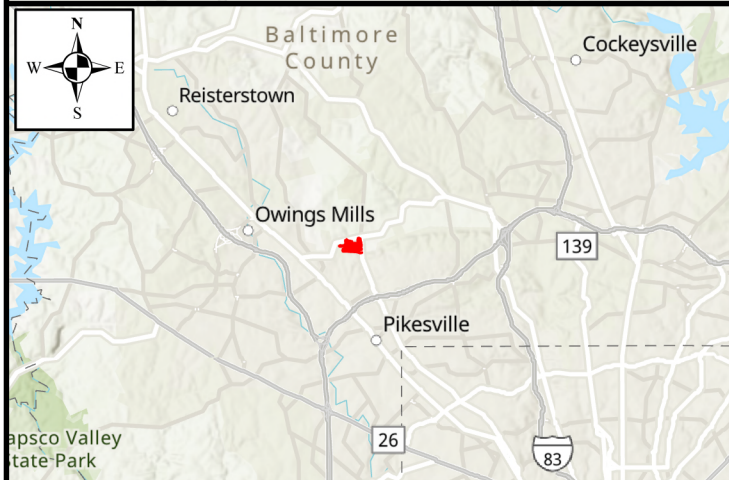 N
W
E
S
Baltimore
County
Cockeysville
Reisterstown
Owings Mills
139
Pikesville
26
apsco Valley
State Park
83